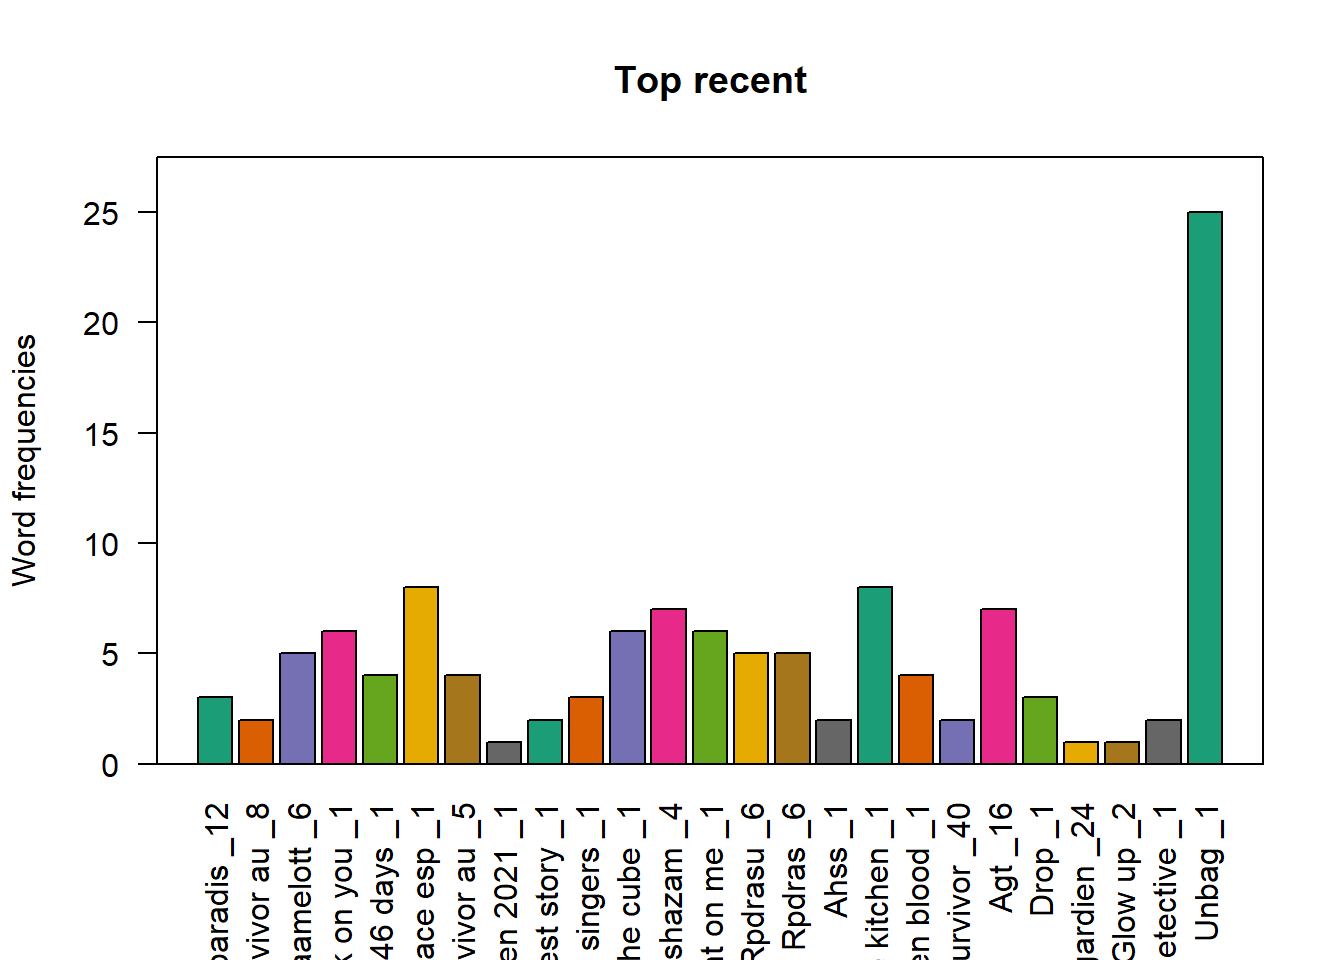 Top recent
Word frequencies
25
20
15
10
5
0
paradis _12
vivor au _8
aamelott _6
k on you _1
46 days _1
ace esp _1
vivor au _5
en 2021 _1
est story _1
singers _1
he cube _1
shazam _4
nt on me _1
Rpdrasu _6
Rpdras _6
Ahss _1
kitchen _1
en blood _1
urvivor _40
Agt _16
Drop _1
gardien _24
Glow up _2
etective _1
Unbag _1